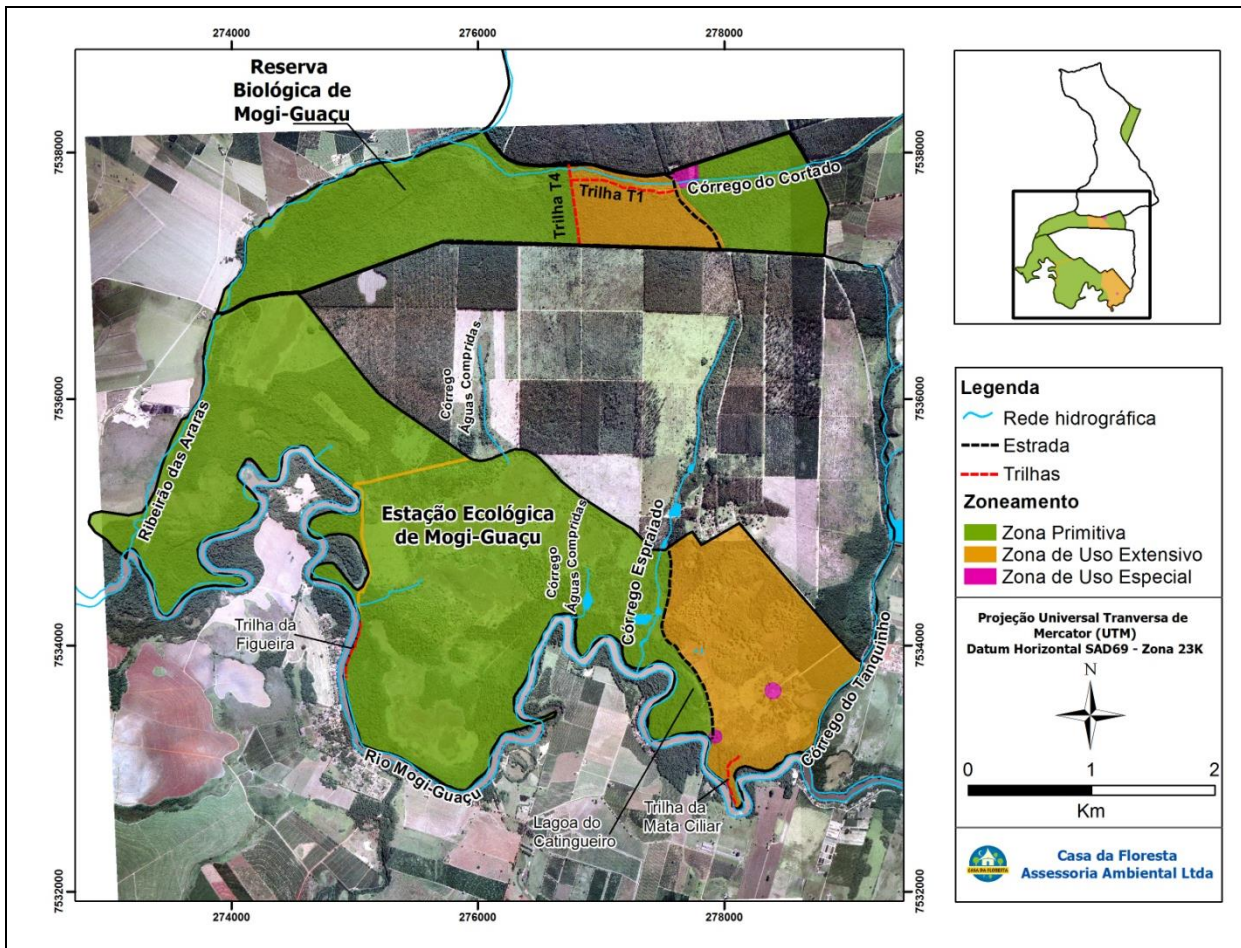 274000
276000
278000
7538000
7536000
7534000
7532000
Reserva
Biológica de
Mogi-Guaçu
Córrego do Cortado
Trilha T4
Trilha T1
Córrego
Águas Compridas
Ribeirão das Araras
Estação Ecológica
de Mogi-Guaçu
Córrego
Águas Compridas
Córrego Espraiado
Trilha da
Figueira
Córrego do Tanquinho
Rio Mogi-Guaçu
Lagoa do
Catingueiro
Trilha da
Mata Ciliar
7538000
7536000
7534000
7532000
274000
276000
278000
Legenda
Rede hidrográfica
Estrada
Trilhas
Zoneamento
Zona Primitiva
Zona de Uso Extensivo
Zona de Uso Especial
Projeção Universal Tranversa de
Mercator (UTM)
Datum Horizontal SAD69 - Zona 23K
N
0 1 2
Km
CASA DA FLORESTA
Casa da Floresta
Assessoria Ambiental Ltda